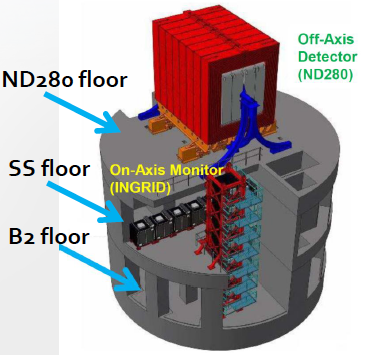 Off-Axis
Detector
(ND280)
ND280 floor
SS floor
On-Axis Monitor
(INGRID)
B2 floor